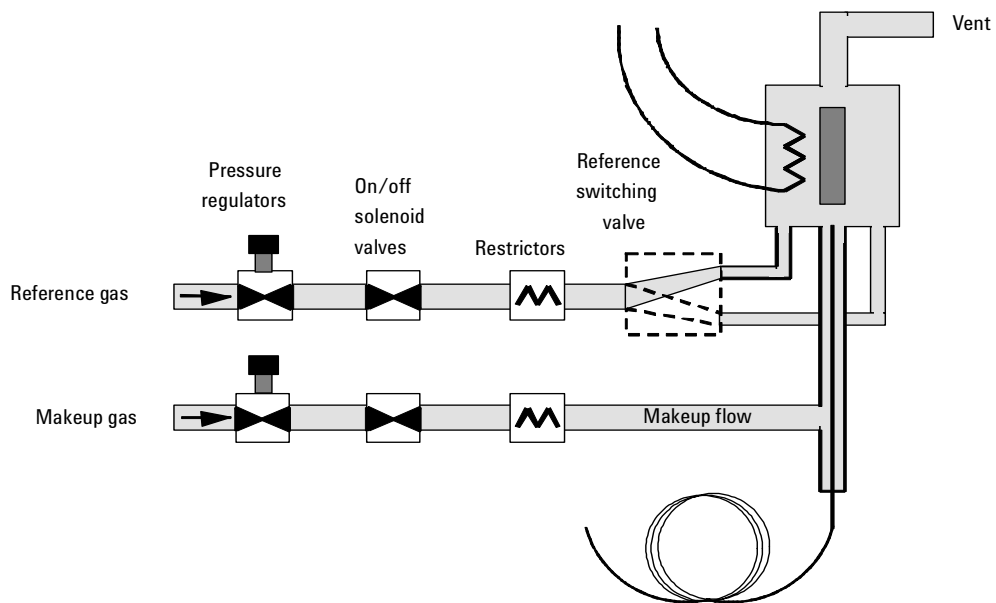 Vent
Pressure
regulators
On/off
solenoid
valves
Restrictors
Reference
switching
valve
Reference gas
Makeup gas
Makeup flow